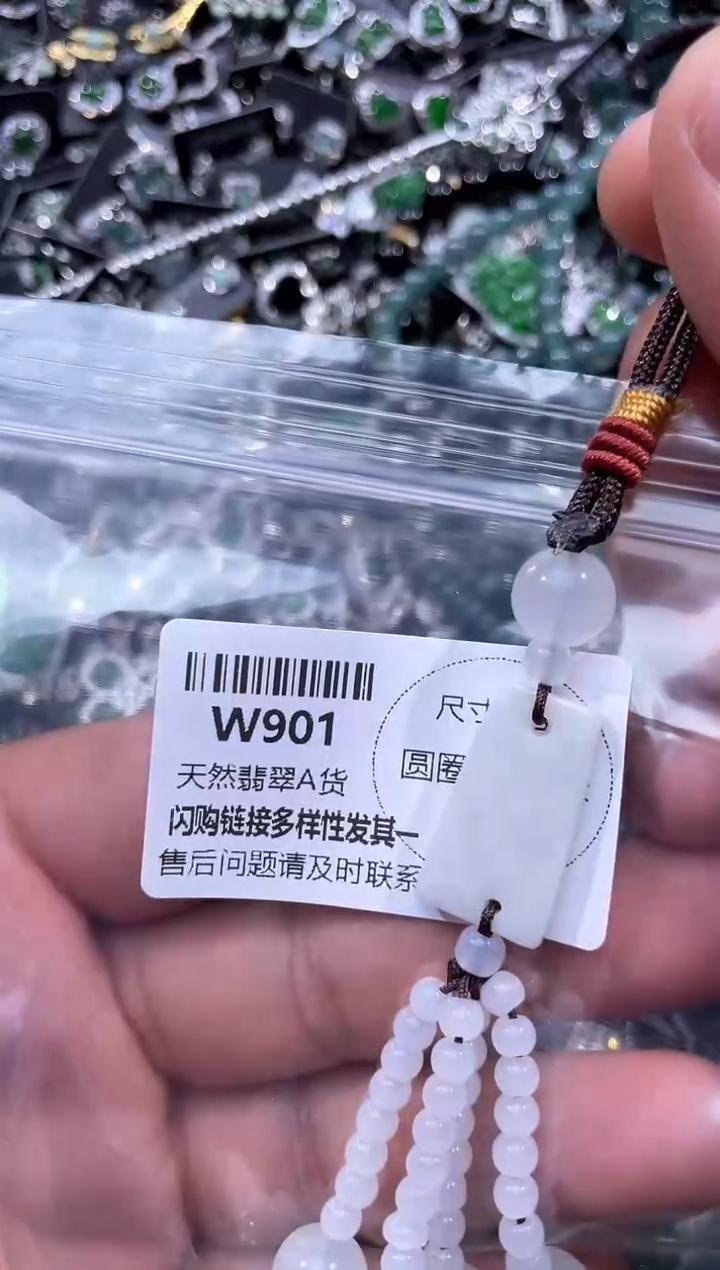 W901
尺寸
天然翡翠A货
圆圈
闪购链接多样性发其一
售后问题请及时联系